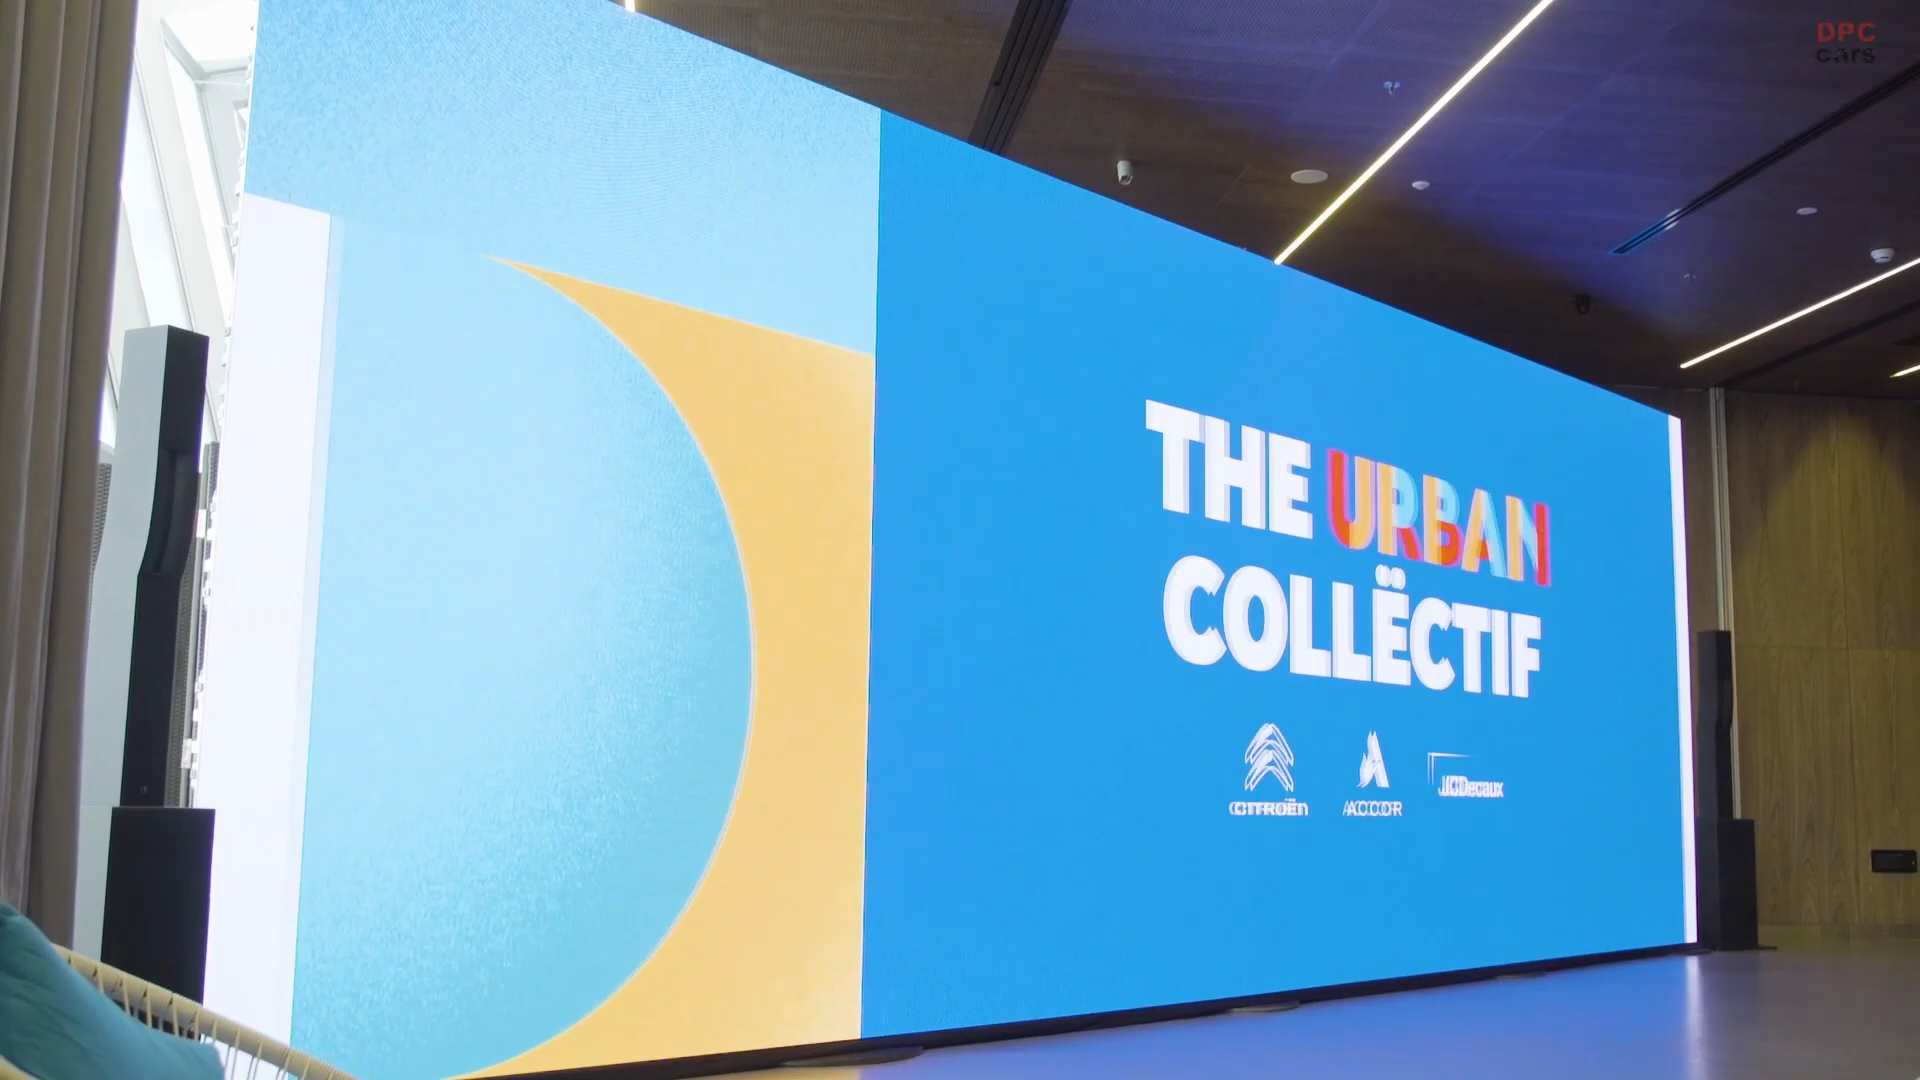 DPC
cars
THE URBAN
COLLËCTIF
CITROËN
ACCOR
JCDecaux